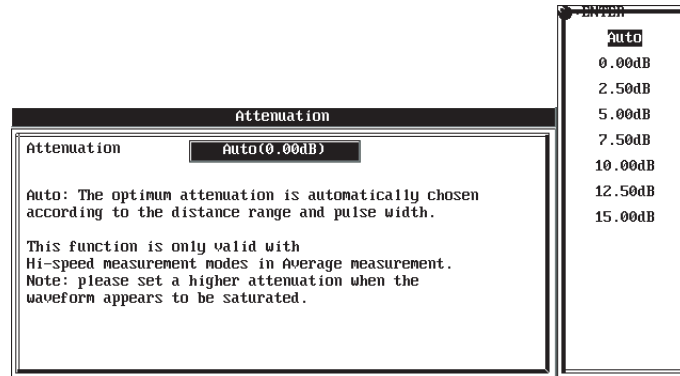 Attenuation
Attenuation Auto(0.00dB)
Auto: The optimum attenuation is automatically chosen
according to the distance range and pulse width.
This function is only valid with
Hi-speed measurement modes in Average measurement.
Note: please set a higher attenuation when the
waveform appears to be saturated.
:ENTER
Auto
0.00dB
2.50dB
5.00dB
7.50dB
10.00dB
12.50dB
15.00dB